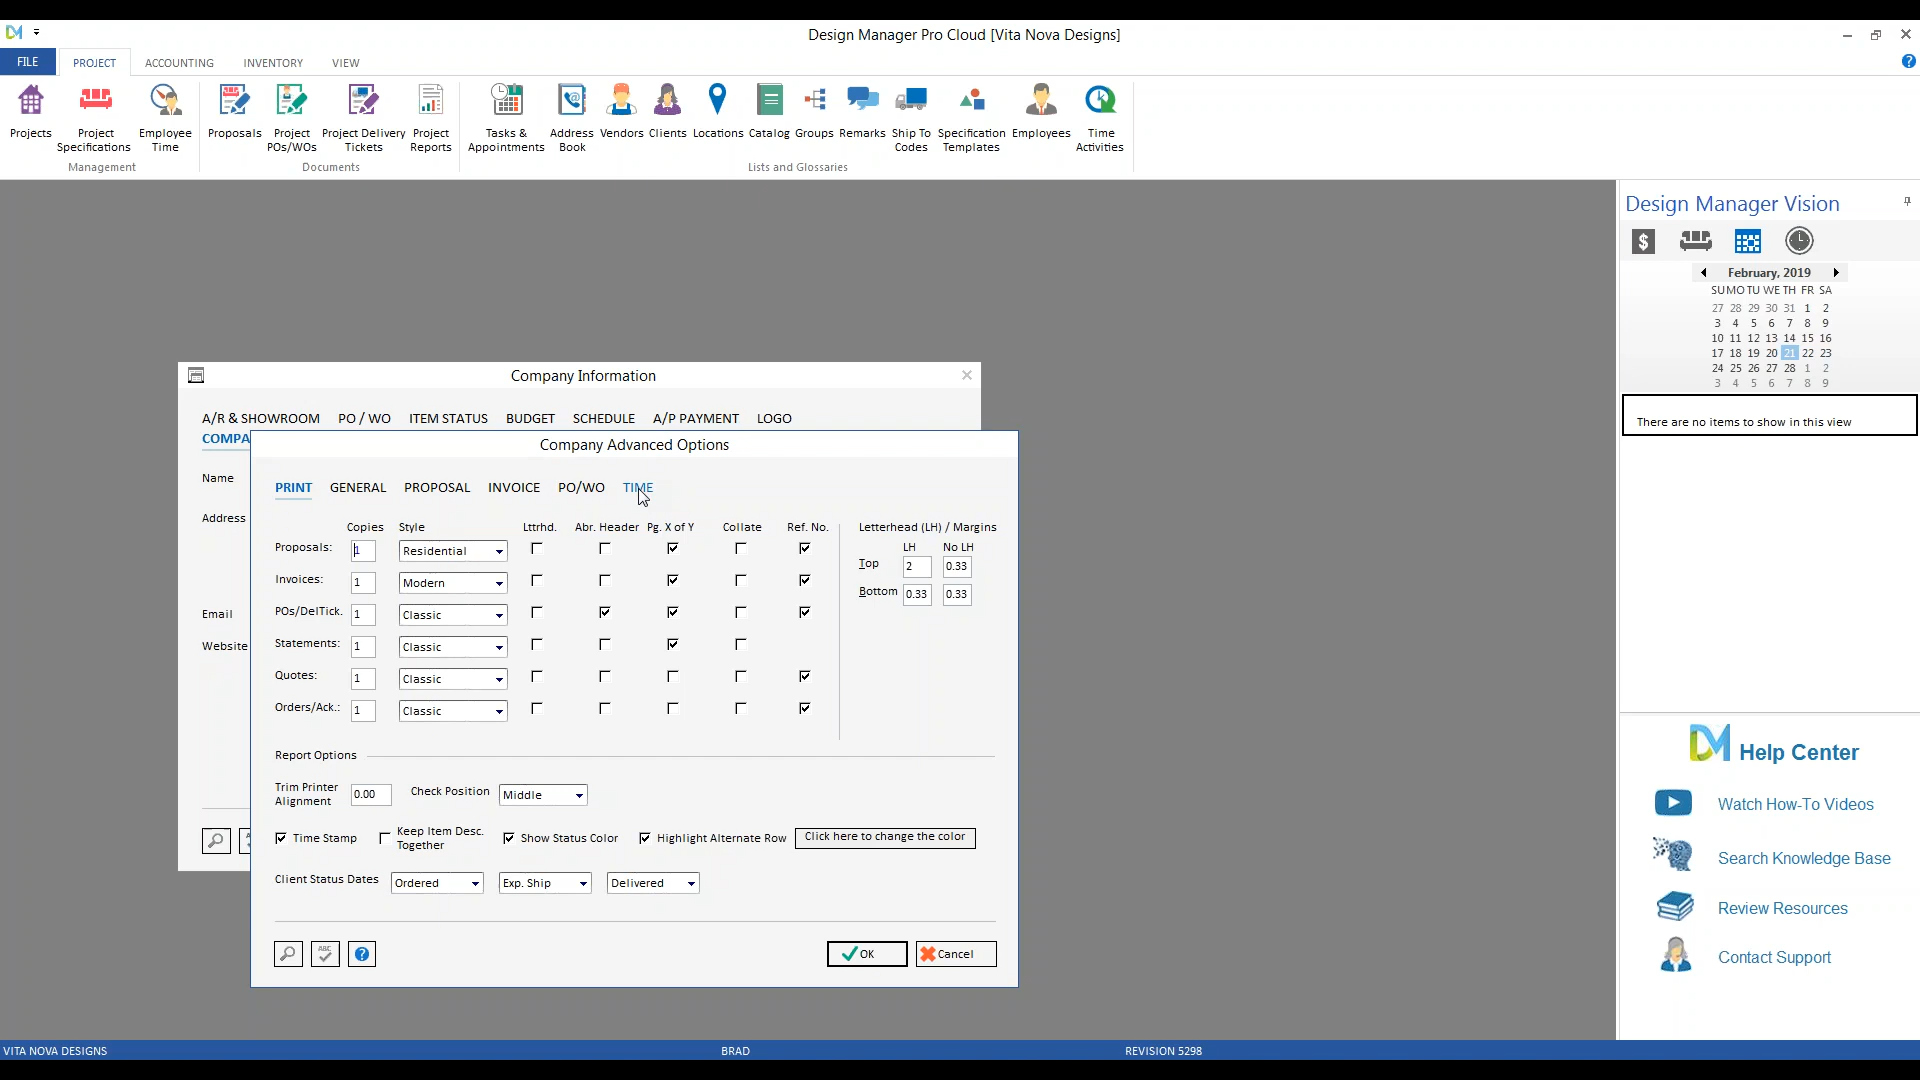 Design Manager Pro Cloud [Vita Nova Designs]
FILE PROJECT ACCOUNTING INVENTORY VIEW
Projects
Project Specifications
Employee Time
Management
Proposals
Project POs/WOs
Project Delivery Tickets
Project Reports
Documents
Tasks & Appointments
Address Book
Vendors
Clients
Locations
Catalog
Groups
Remarks
Ship To Codes
Specification Templates
Employees
Time Activities
Lists and Glossaries
Company Information
A/R & SHOWROOM PO / WO ITEM STATUS BUDGET SCHEDULE A/P PAYMENT LOGO
COMPA
Name
Address
Email
Website
Company Advanced Options
PRINT GENERAL PROPOSAL INVOICE PO/WO TIME
Copies Style Lttrhd. Abr. Header Pg. X of Y Collate Ref. No.
Proposals: 1 Residential
Invoices: 1 Modern
POs/DelTick. 1 Classic
Statements: 1 Classic
Quotes: 1 Classic
Orders/Ack.: 1 Classic
Letterhead (LH) / Margins
LH No LH
Top 2 0.33
Bottom 0.33 0.33
Report Options
Trim Printer Alignment 0.00 Check Position Middle
Time Stamp Keep Item Desc. Together Show Status Color Highlight Alternate Row Click here to change the color
Client Status Dates Ordered Exp. Ship Delivered
ABC
?
OK Cancel
Design Manager Vision
$
February, 2019
SU MO TU WE TH FR SA
27 28 29 30 31 1 2
3 4 5 6 7 8 9
10 11 12 13 14 15 16
17 18 19 20 21 22 23
24 25 26 27 28 1 2
3 4 5 6 7 8 9
There are no items to show in this view
DM Help Center
Watch How-To Videos
Search Knowledge Base
Review Resources
Contact Support
VITA NOVA DESIGNS BRAD REVISION 5298